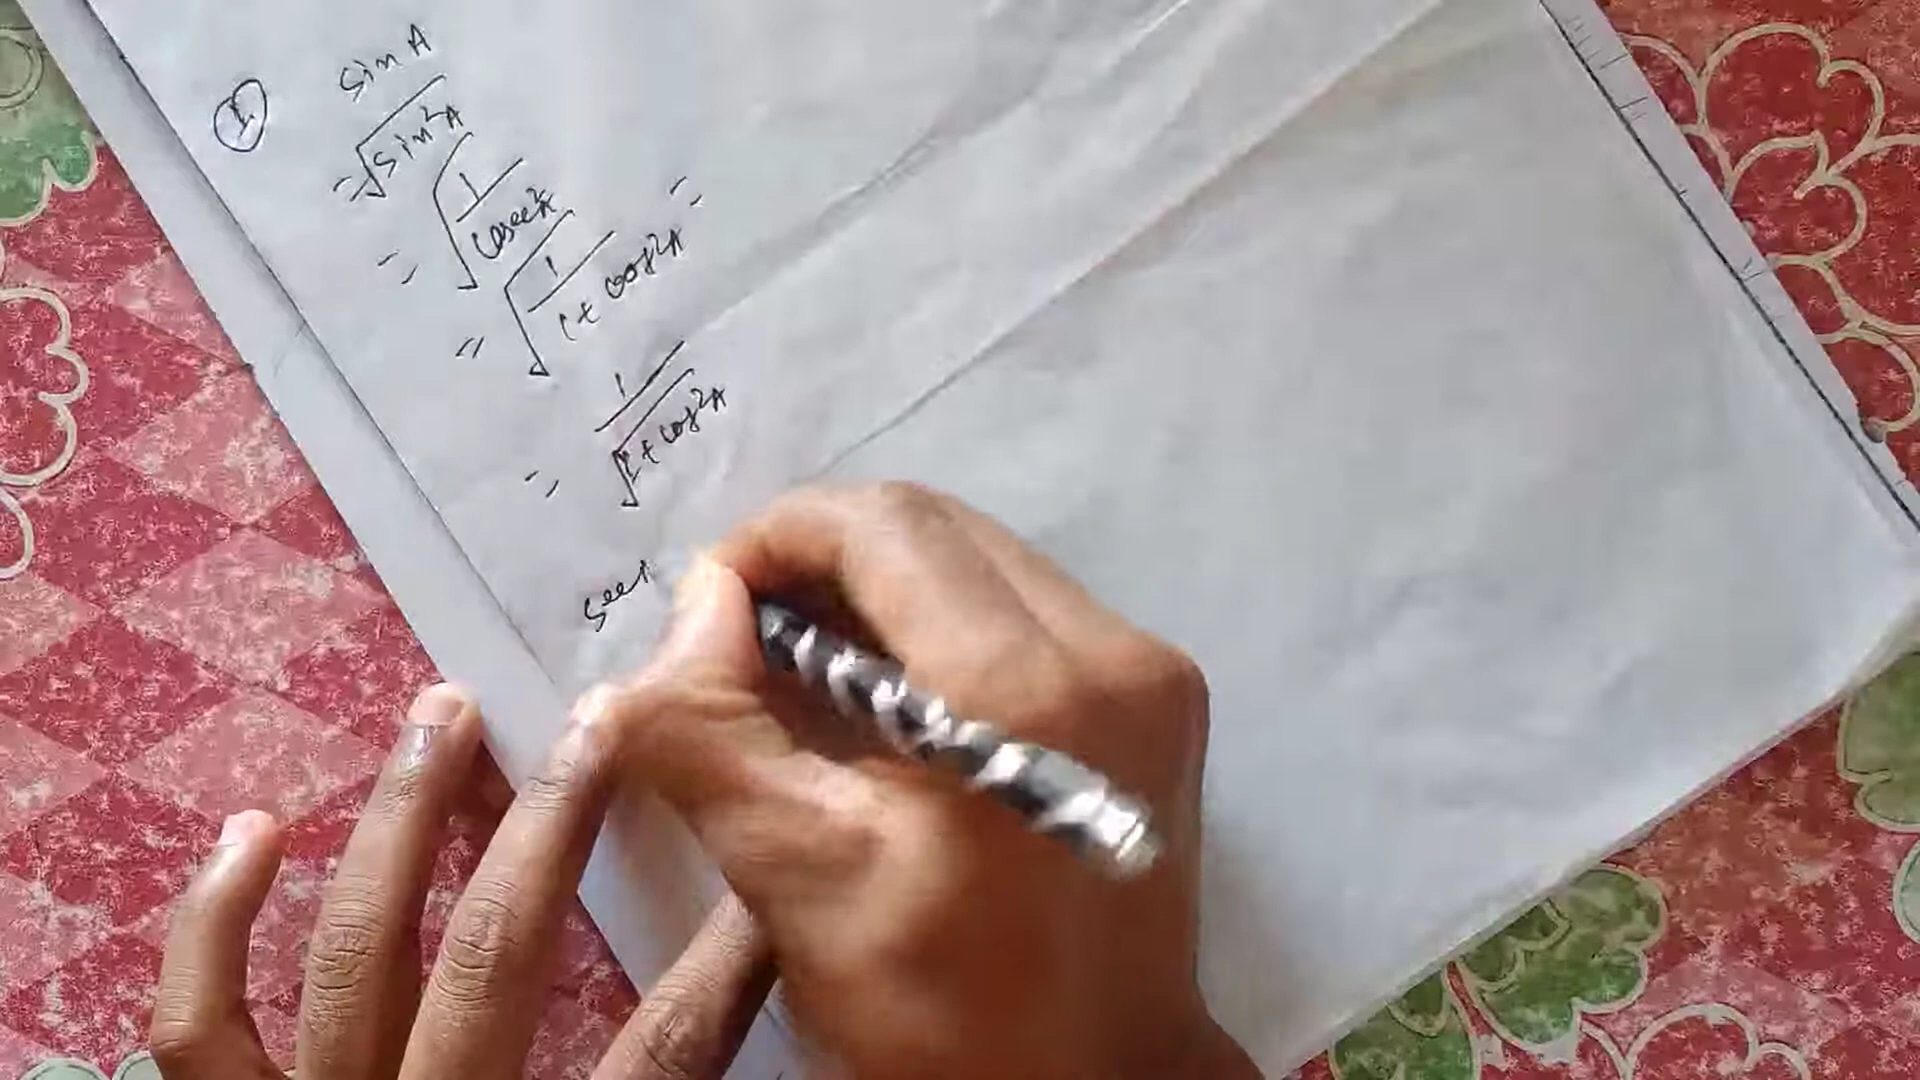 ① sin A
= √sin²A
= √1/cosec²A
= √1/1+cot²A =
= 1/√1+cot²A
sec